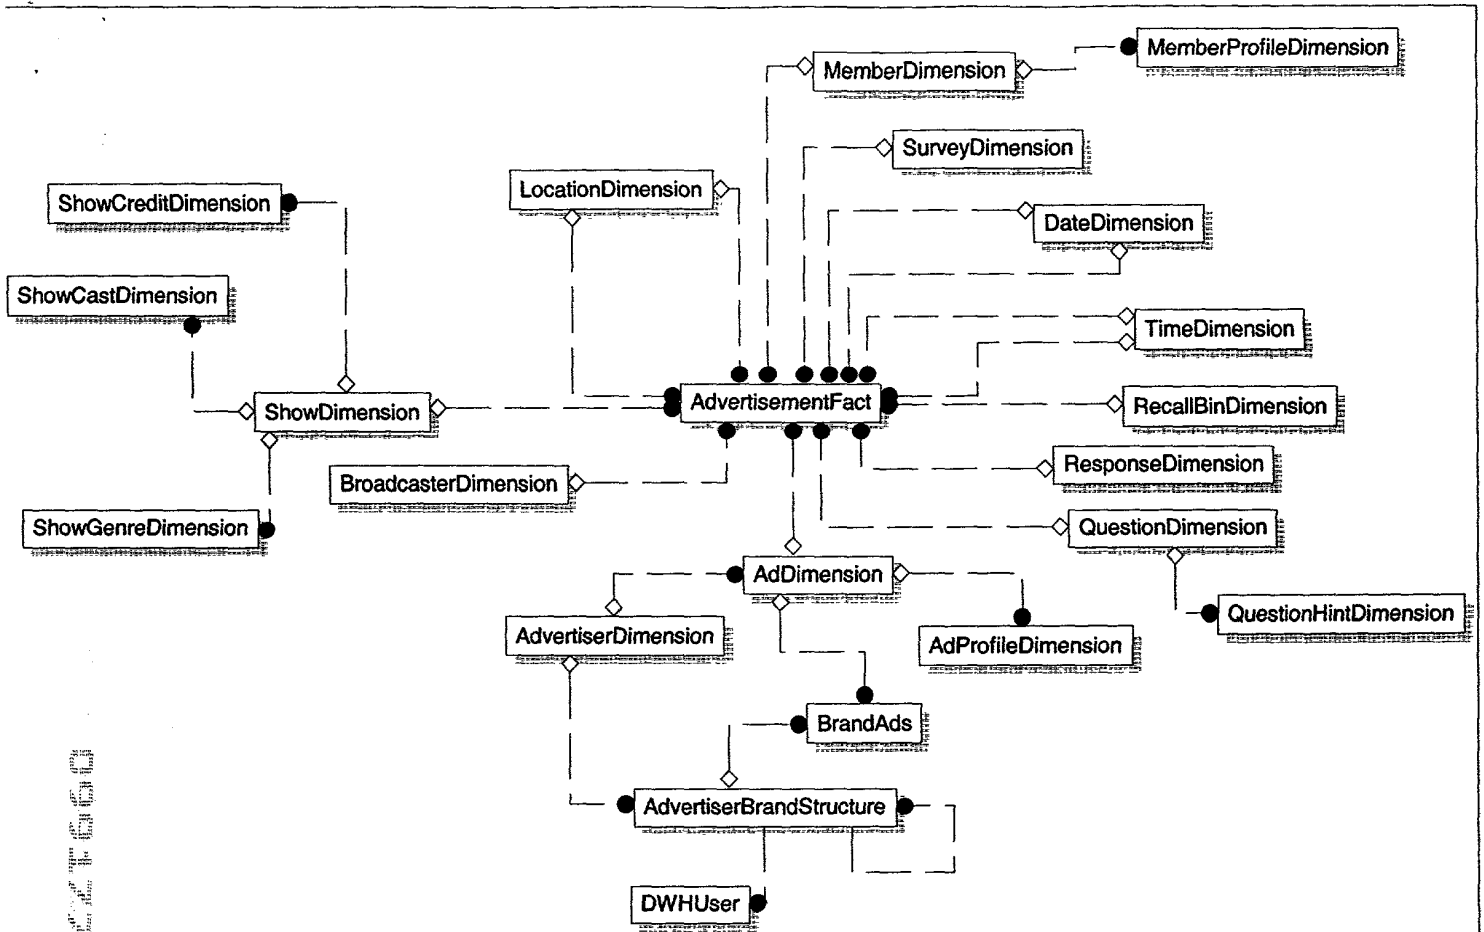 MemberProfileDimension
MemberDimension
SurveyDimension
LocationDimension
ShowCreditDimension
DateDimension
ShowCastDimension
TimeDimension
AdvertisementFact
RecallBinDimension
ShowDimension
ResponseDimension
BroadcasterDimension
ShowGenreDimension
QuestionDimension
AdDimension
QuestionHintDimension
AdvertiserDimension
AdProfileDimension
BrandAds
AdvertiserBrandStructure
DWHUser